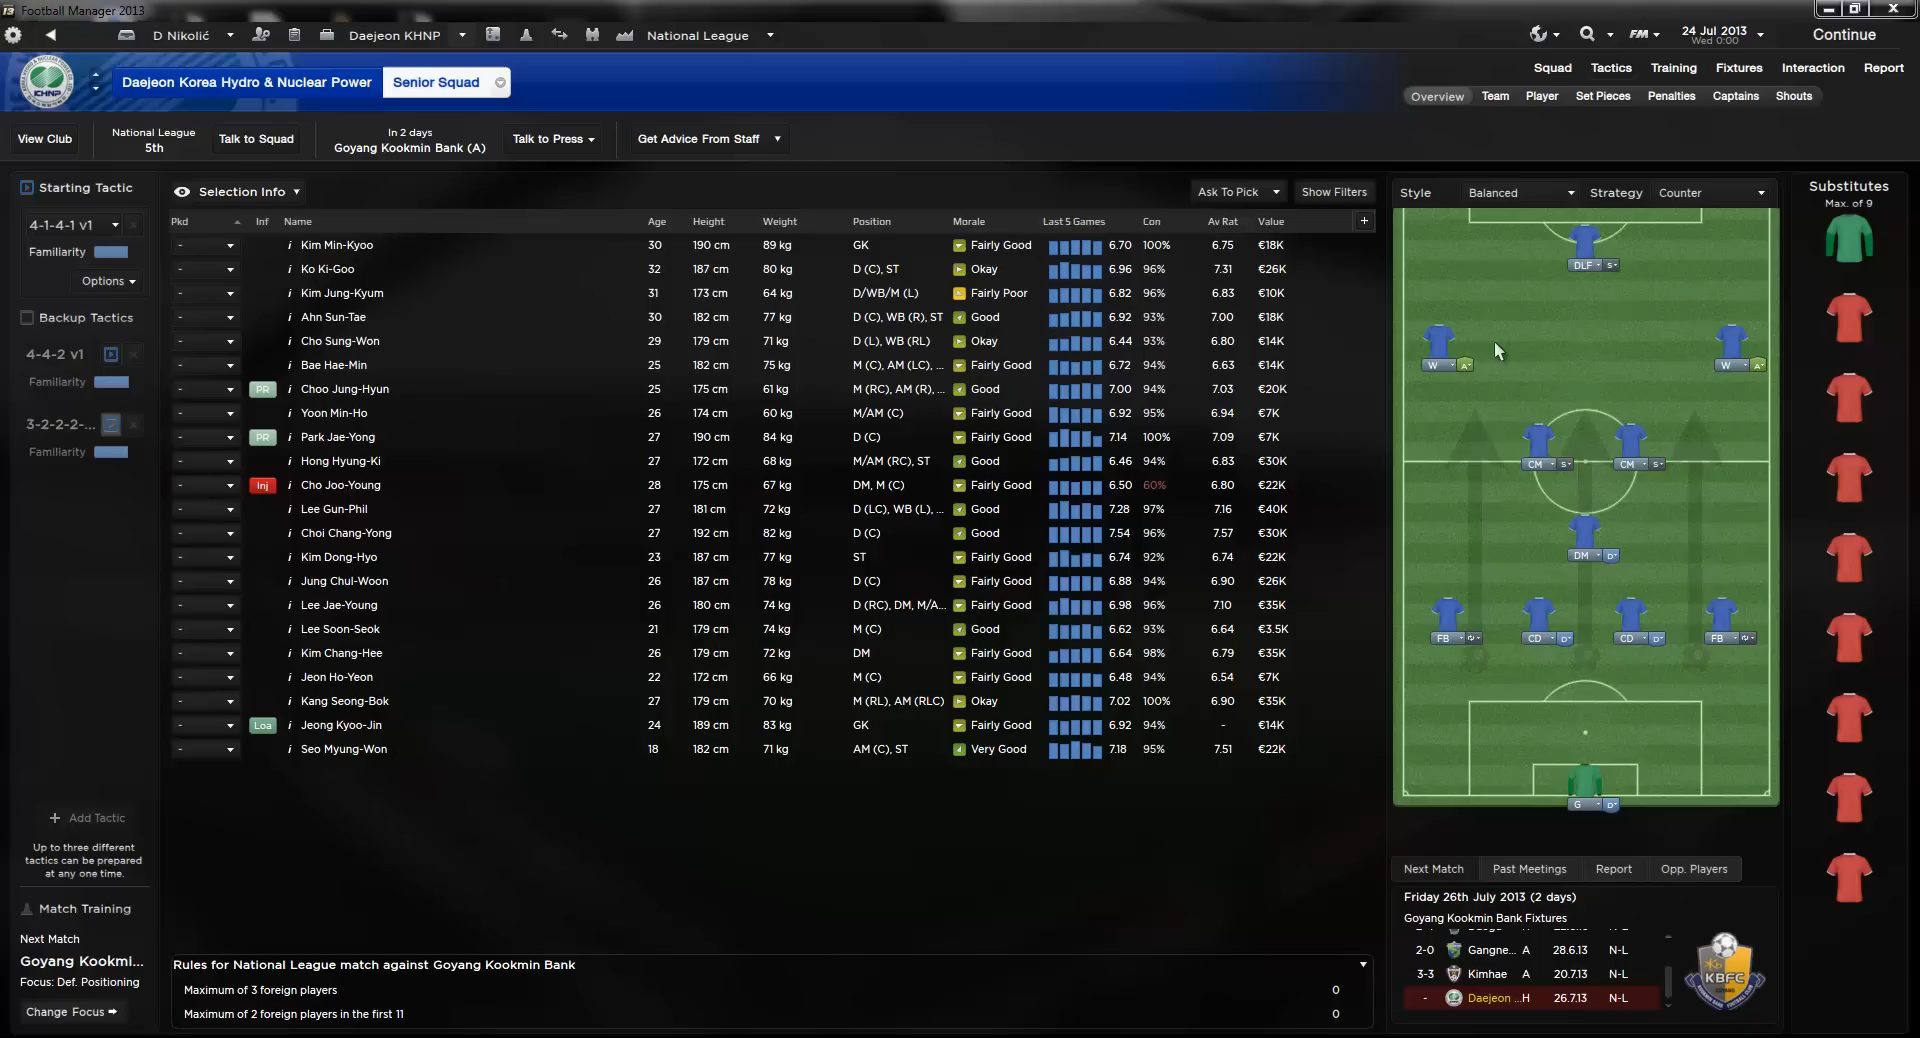 Football Manager 2013
D Nikolić Daejeon KHNP National League FM 24 Jul 2013 Wed 0:00 Continue
Daejeon Korea Hydro & Nuclear Power Senior Squad
Squad Tactics Training Fixtures Interaction Report
Overview Team Player Set Pieces Penalties Captains Shouts
View Club
National League
5th
Talk to Squad
In 2 days
Goyang Kookmin Bank (A)
Talk to Press
Get Advice From Staff
Starting Tactic
4-1-4-1 v1
Familiarity
Options
Backup Tactics
4-4-2 v1
Familiarity
3-2-2-2-...
Familiarity
Add Tactic
Up to three different
tactics can be prepared
at any one time.
Match Training
Next Match
Goyang Kookmi...
Focus: Def. Positioning
Change Focus
Selection Info Ask To Pick Show Filters
Pkd Inf Name Age Height Weight Position Morale Last 5 Games Con Av Rat Value
- i Kim Min-Kyoo 30 190 cm 89 kg GK Fairly Good 6.70 100% 6.75 €18K
- i Ko Ki-Goo 32 187 cm 80 kg D (C), ST Okay 6.96 96% 7.31 €26K
- i Kim Jung-Kyum 31 173 cm 64 kg D/WB/M (L) Fairly Poor 6.82 96% 6.83 €10K
- i Ahn Sun-Tae 30 182 cm 77 kg D (C), WB (R), ST Good 6.92 93% 7.00 €18K
- i Cho Sung-Won 29 179 cm 71 kg D (L), WB (RL) Okay 6.44 93% 6.80 €14K
- i Bae Hae-Min 25 182 cm 75 kg M (C), AM (LC), ... Fairly Good 6.72 94% 6.63 €14K
- PR i Choo Jung-Hyun 25 175 cm 61 kg M (RC), AM (R), ... Good 7.00 94% 7.03 €20K
- i Yoon Min-Ho 26 174 cm 60 kg M/AM (C) Fairly Good 6.92 95% 6.94 €7K
- PR i Park Jae-Yong 27 190 cm 84 kg D (C) Fairly Good 7.14 100% 7.09 €7K
- i Hong Hyung-Ki 27 172 cm 68 kg M/AM (RC), ST Good 6.46 94% 6.83 €30K
- Inj i Cho Joo-Young 28 175 cm 67 kg DM, M (C) Fairly Good 6.50 60% 6.80 €22K
- i Lee Gun-Phil 27 181 cm 72 kg D (LC), WB (L), ... Good 7.28 97% 7.16 €40K
- i Choi Chang-Yong 27 192 cm 82 kg D (C) Good 7.54 96% 7.57 €30K
- i Kim Dong-Hyo 23 187 cm 77 kg ST Fairly Good 6.74 92% 6.74 €22K
- i Jung Chul-Woon 26 187 cm 78 kg D (C) Fairly Good 6.88 94% 6.90 €26K
- i Lee Jae-Young 26 180 cm 74 kg D (RC), DM, M/A... Fairly Good 6.98 96% 7.10 €35K
- i Lee Soon-Seok 21 179 cm 74 kg M (C) Good 6.62 93% 6.64 €3.5K
- i Kim Chang-Hee 26 179 cm 72 kg DM Fairly Good 6.64 98% 6.79 €35K
- i Jeon Ho-Yeon 22 172 cm 66 kg M (C) Fairly Good 6.48 94% 6.54 €7K
- i Kang Seong-Bok 27 179 cm 70 kg M (RL), AM (RLC) Okay 7.02 100% 6.90 €35K
- Loa i Jeong Kyoo-Jin 24 189 cm 83 kg GK Fairly Good 6.92 94% - €14K
- i Seo Myung-Won 18 182 cm 71 kg AM (C), ST Very Good 7.18 95% 7.51 €22K
Rules for National League match against Goyang Kookmin Bank
Maximum of 3 foreign players 0
Maximum of 2 foreign players in the first 11 0
Style Balanced Strategy Counter
DLF S
W A W A
CM S CM S
DM D
FB CD D CD D FB
G D
Substitutes
Max. of 9
Next Match Past Meetings Report Opp. Players
Friday 26th July 2013 (2 days)
Goyang Kookmin Bank Fixtures
2-0 Gangne... A 28.6.13 N-L
3-3 Kimhae A 20.7.13 N-L
- Daejeon ... H 26.7.13 N-L
KBFC